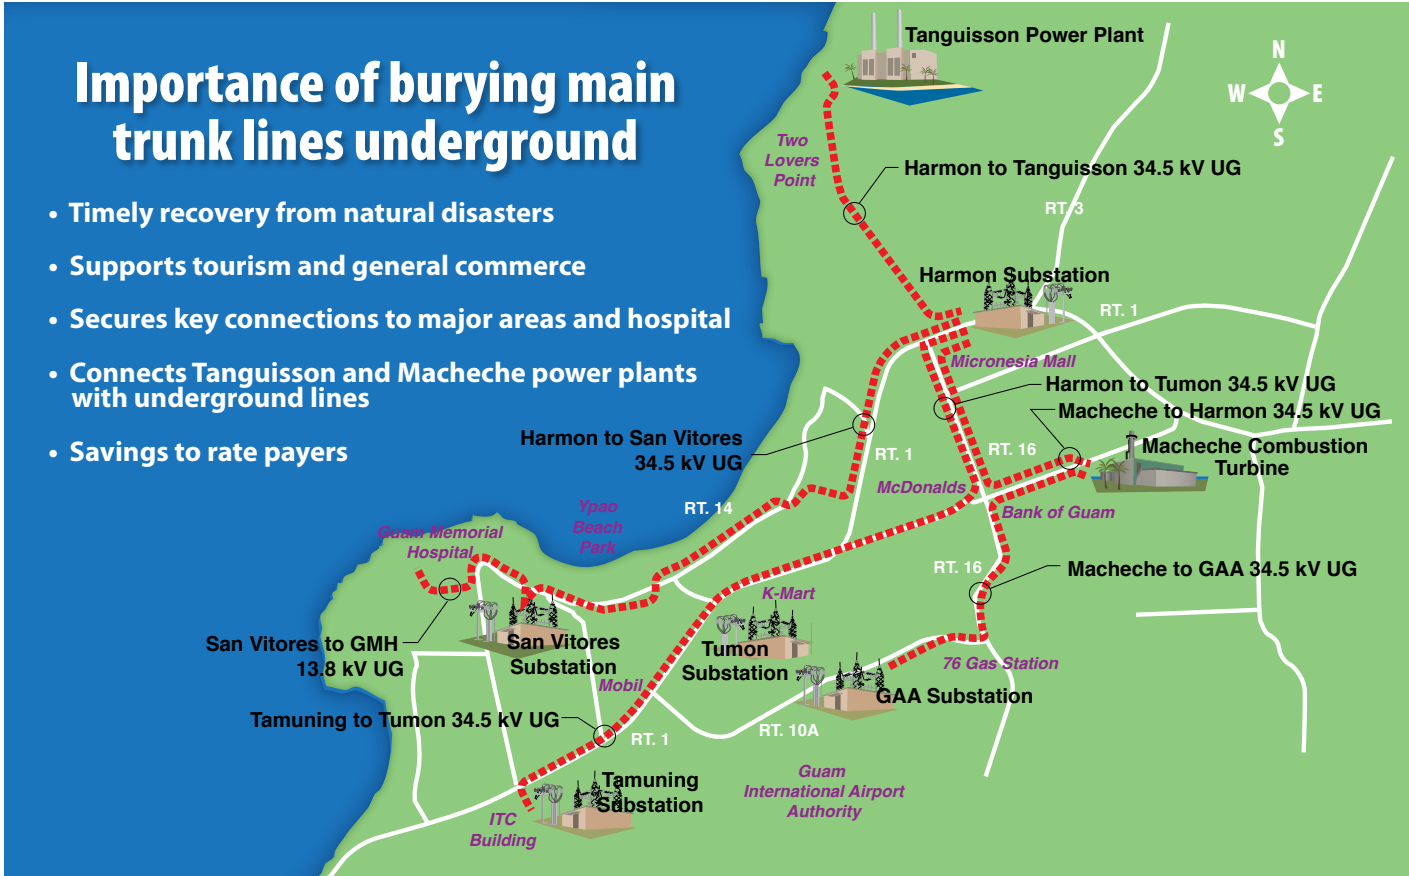 Importance of burying main
trunk lines underground
• Timely recovery from natural disasters
• Supports tourism and general commerce
• Secures key connections to major areas and hospital
• Connects Tanguisson and Macheche power plants
with underground lines
• Savings to rate payers
Tanguisson Power Plant
N
W
E
S
Two
Lovers
Point
Harmon to Tanguisson 34.5 kV UG
RT. 3
Harmon Substation
RT. 1
Micronesia Mall
Harmon to Tumon 34.5 kV UG
Macheche to Harmon 34.5 kV UG
Harmon to San Vitores
34.5 kV UG
RT. 1
RT. 16
Macheche Combustion
Turbine
McDonalds
Bank of Guam
RT. 14
Ypao
Beach
Park
Guam Memorial
Hospital
RT. 16
Macheche to GAA 34.5 kV UG
K-Mart
San Vitores to GMH
13.8 kV UG
San Vitores
Substation
Tumon
Substation
76 Gas Station
Mobil
GAA Substation
Tamuning to Tumon 34.5 kV UG
RT. 1
RT. 10A
Guam
International Airport
Authority
Tamuning
Substation
ITC
Building